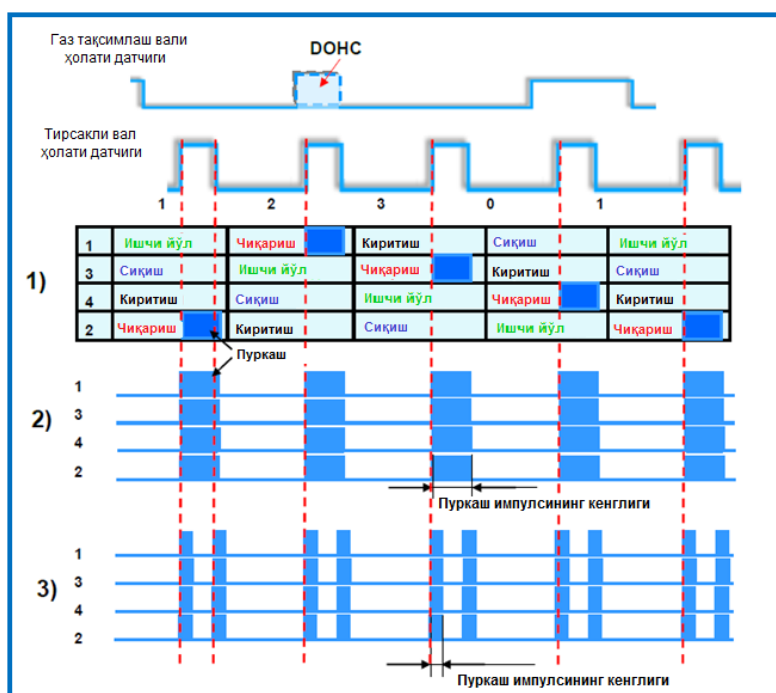 Газ тақсимлаш вали
ҳолати датчиги
DOHC
Тирсакли вал
ҳолати датчиги
1 2 3 0 1
1)
1 Ишчи йўл Чиқариш Киритиш Сиқиш Ишчи йўл
3 Сиқиш Ишчи йўл Чиқариш Киритиш Сиқиш
4 Киритиш Сиқиш Ишчи йўл Чиқариш Киритиш
2 Чиқариш Киритиш Сиқиш Ишчи йўл Чиқариш
Пуркаш
2)
1
3
4
2
Пуркаш импулсининг кенглиги
3)
1
3
4
2
Пуркаш импулсининг кенглиги